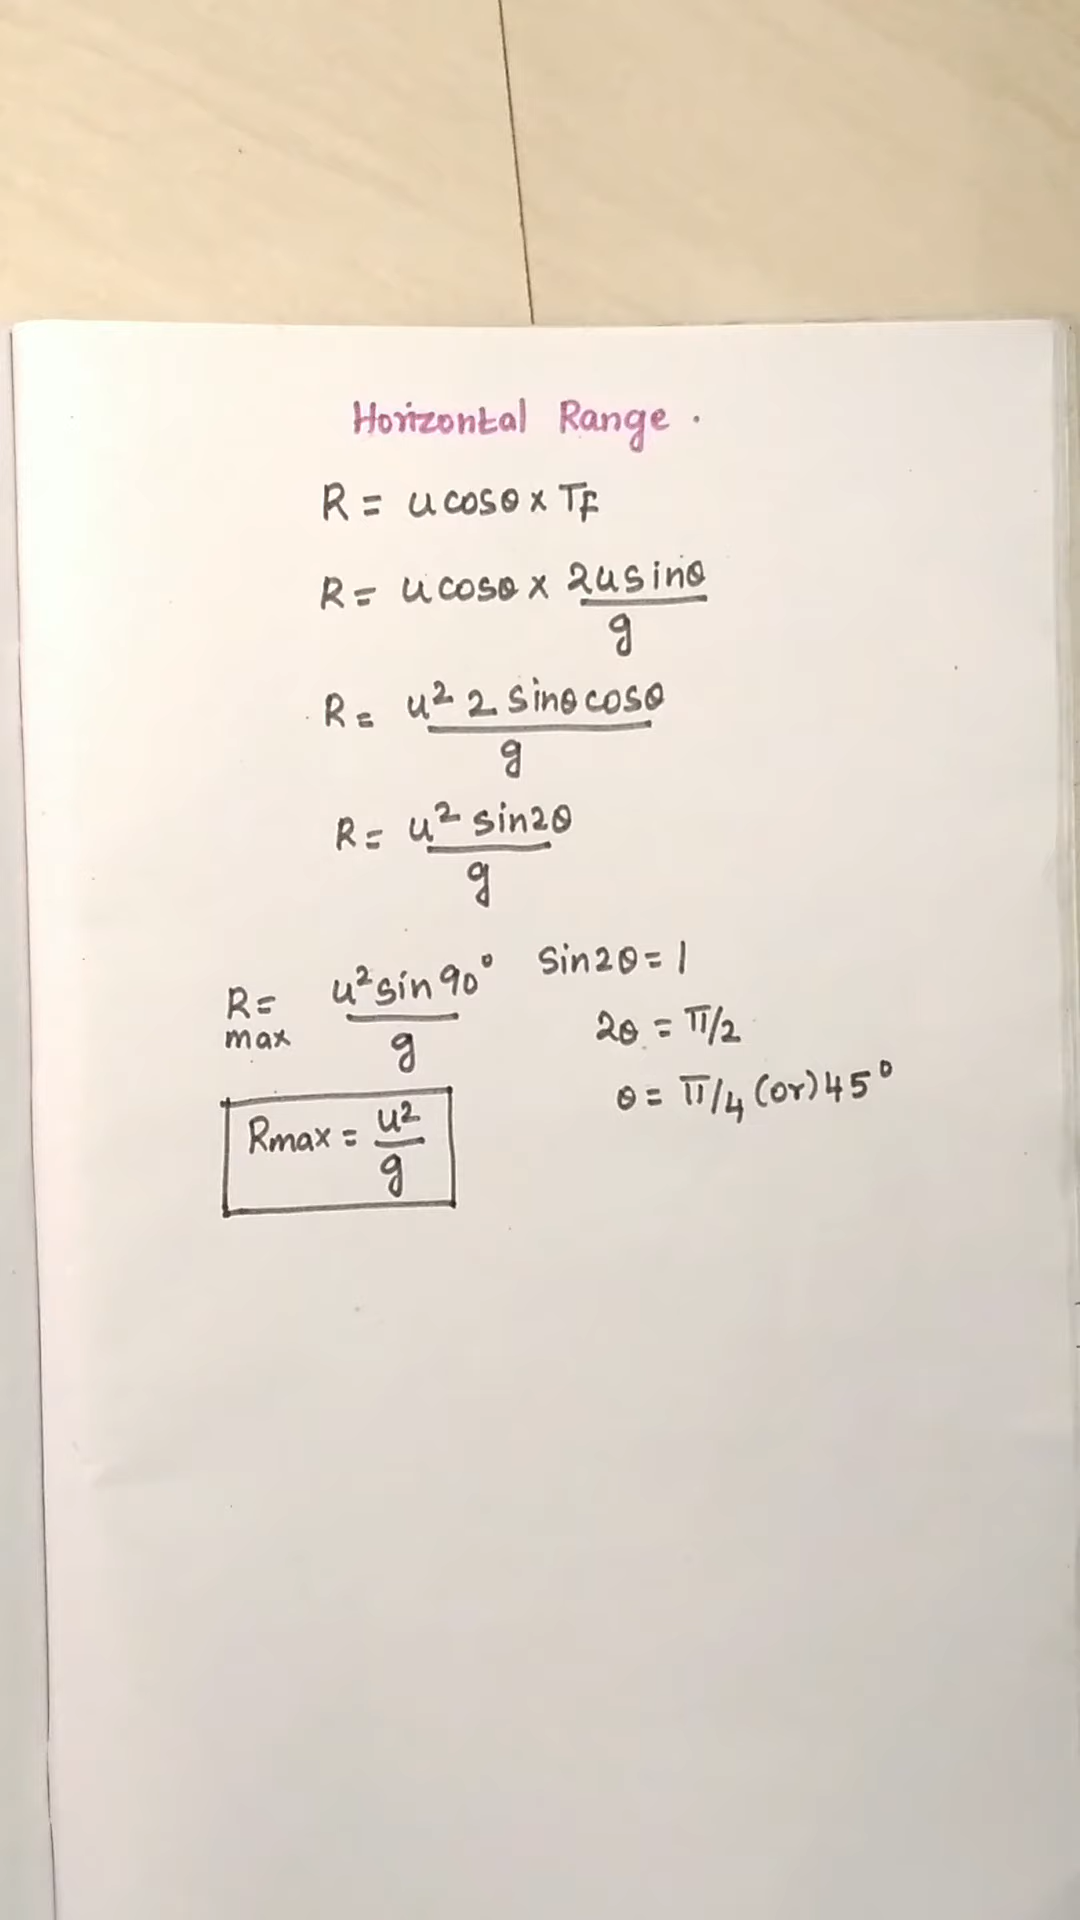 Horizontal Range.
R = u cosθ x TF
R = u cosθ x 2u sinθ / g
R = u² 2 sinθ cosθ / g
R = u² sin2θ / g
R max = u² sin 90° / g
Sin2θ = 1
2θ = π/2
θ = π/4 (or) 45°
Rmax = u² / g